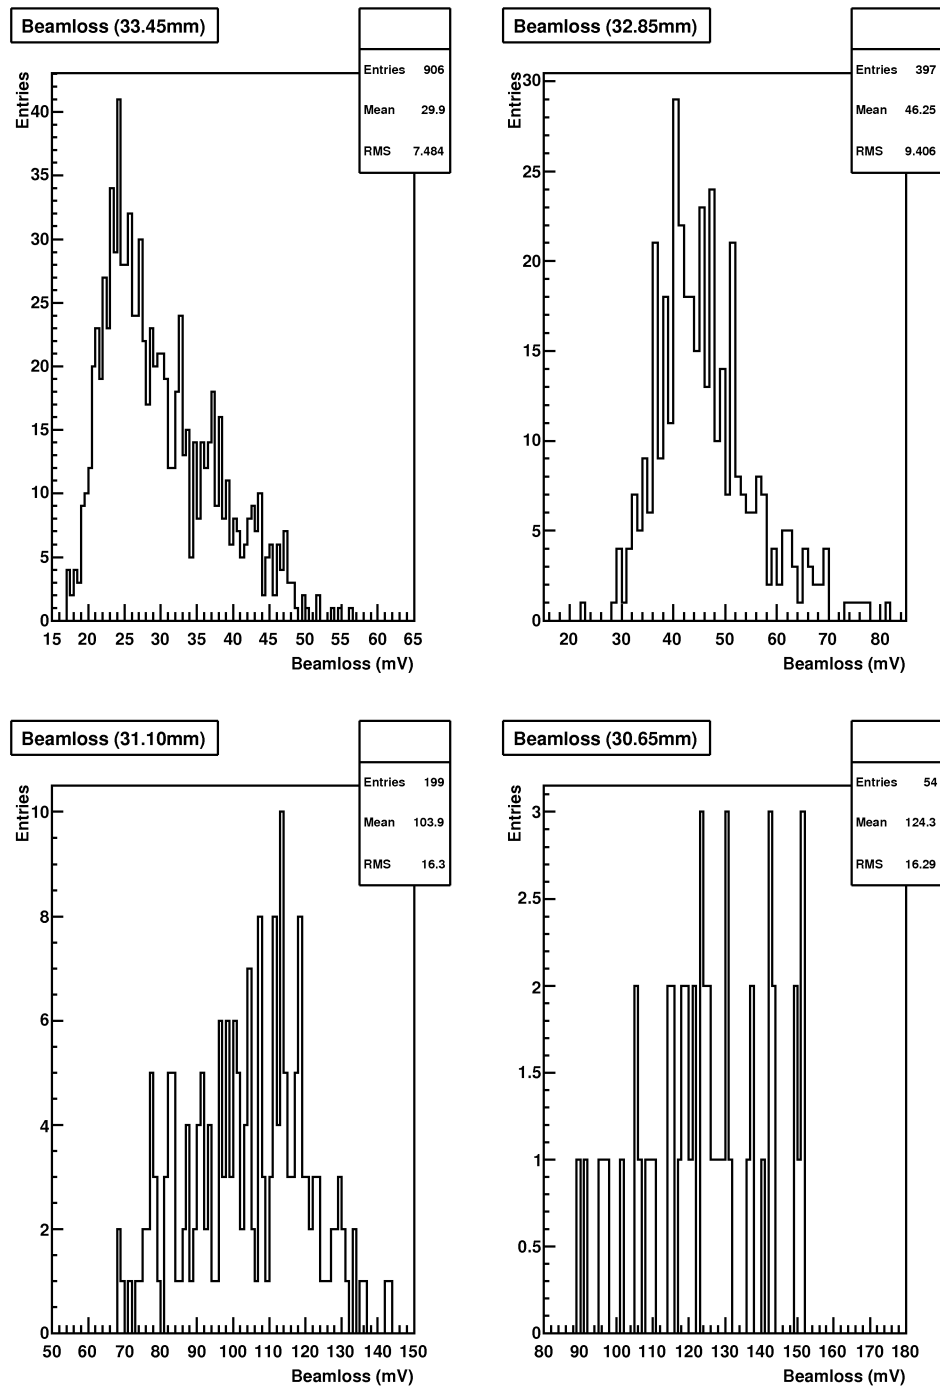 Beamloss (33.45mm)
Entries 906
Mean 29.9
RMS 7.484
Entries
40
35
30
25
20
15
10
5
0
15 20 25 30 35 40 45 50 55 60 65
Beamloss (mV)
Beamloss (32.85mm)
Entries 397
Mean 46.25
RMS 9.406
Entries
30
25
20
15
10
5
0
20 30 40 50 60 70 80
Beamloss (mV)
Beamloss (31.10mm)
Entries 199
Mean 103.9
RMS 16.3
Entries
10
8
6
4
2
0
50 60 70 80 90 100 110 120 130 140 150
Beamloss (mV)
Beamloss (30.65mm)
Entries 54
Mean 124.3
RMS 16.29
Entries
3
2.5
2
1.5
1
0.5
0
80 90 100 110 120 130 140 150 160 170 180
Beamloss (mV)